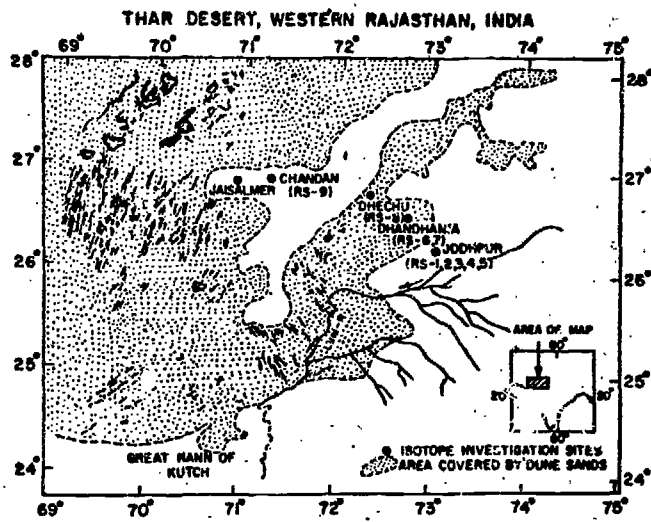 THAR DESERT, WESTERN RAJASTHAN, INDIA
69° 70° 71° 72° 73° 74° 75°
28° 28°
27° 27°
CHANDAN
JAISALMER (RS-9)
DHECHU
(RS-8)
DHANDHANIA
(RS-6,7)
26° 26°
JODHPUR
(RS-1,2,3,4,5)
25°
AREA OF MAP
25° 25°
20°
GREAT RANN OF
KUTCH
ISOTOPE INVESTIGATION SITES
AREA COVERED BY DUNE SANDS
24° 24°
69° 70° 71° 72° 73° 74° 75°